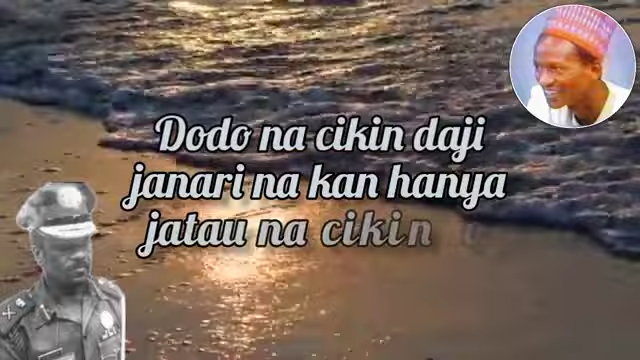 Dodo na cikin daji
janari na kan hanya
jatau na cikin